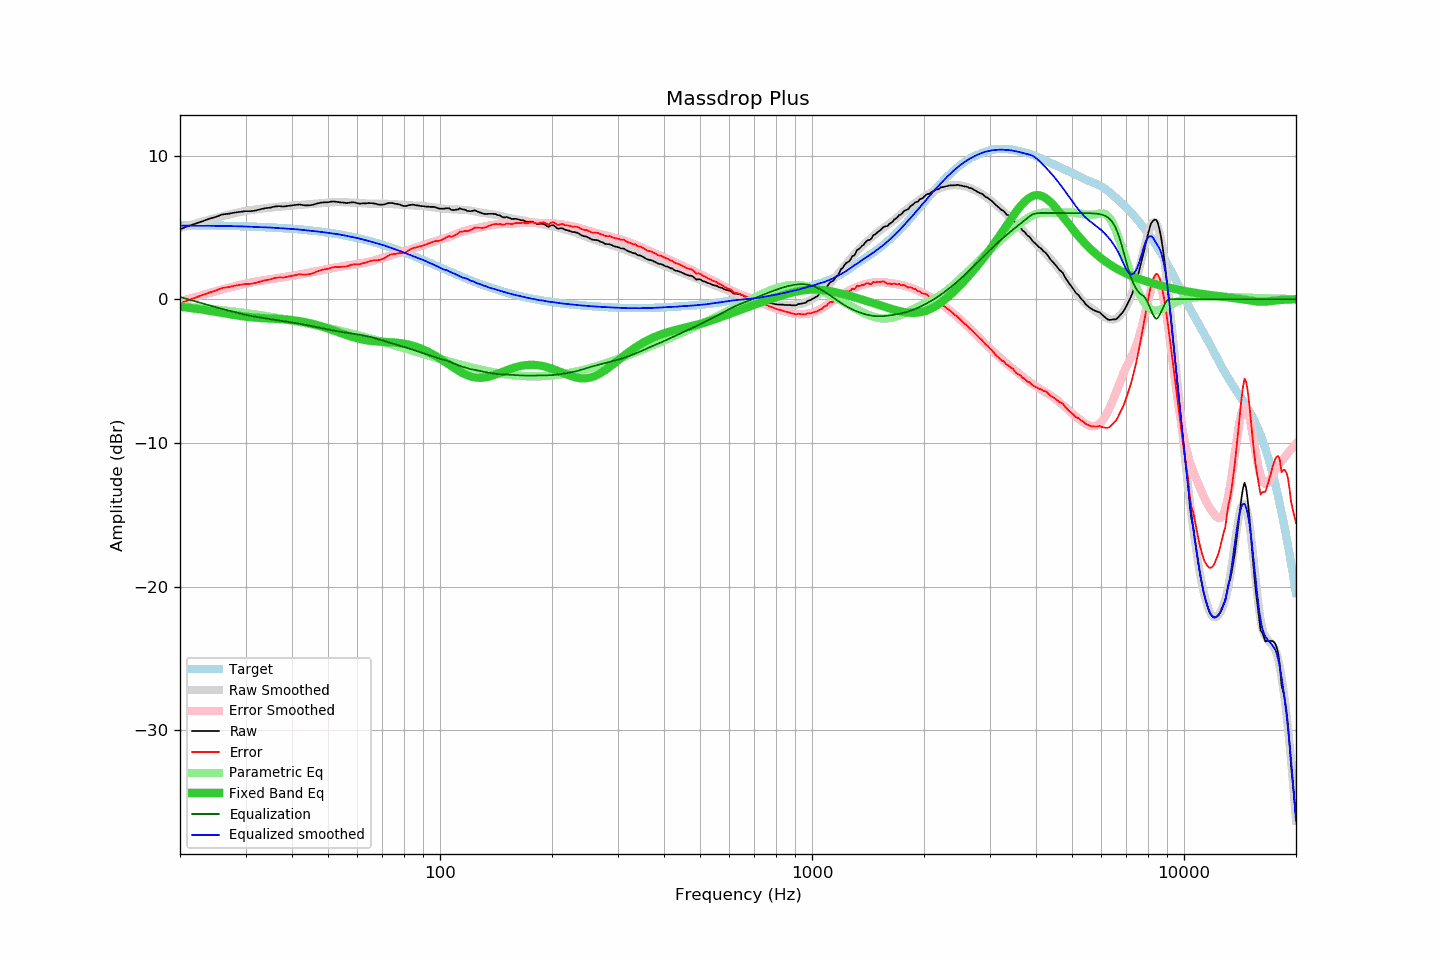 Massdrop Plus
Amplitude (dBr)
10
0
−10
−20
−30
Target
Raw Smoothed
Error Smoothed
Raw
Error
Parametric Eq
Fixed Band Eq
Equalization
Equalized smoothed
100
1000
10000
Frequency (Hz)